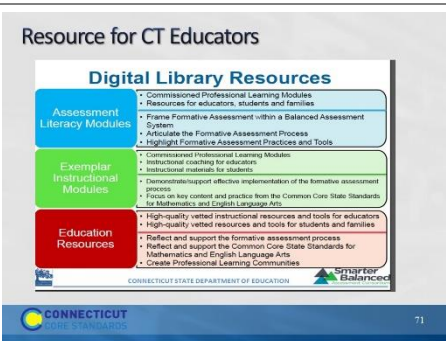 Resource for CT Educators
Digital Library Resources
Assessment
Literacy Modules
• Commissioned Professional Learning Modules
• Resources for educators, students and families
• Frame Formative Assessment within a Balanced Assessment
System
• Articulate the Formative Assessment Process
• Highlight Formative Assessment Practices and Tools
Exemplar
Instructional
Modules
• Commissioned Professional Learning Modules
• Instructional coaching for educators
• Instructional materials for students
• Demonstrate/support effective implementation of the formative assessment
process
• Focus on key content and practice from the Common Core State Standards
for Mathematics and English Language Arts
Education
Resources
• High-quality vetted instructional resources and tools for educators
• High-quality vetted resources and tools for students and families
• Reflect and support the formative assessment process
• Reflect and support the Common Core State Standards for
Mathematics and English Language Arts
• Create Professional Learning Communities
CONNECTICUT STATE DEPARTMENT OF EDUCATION
Smarter
Balanced
CONNECTICUT
CORE STANDARDS
71